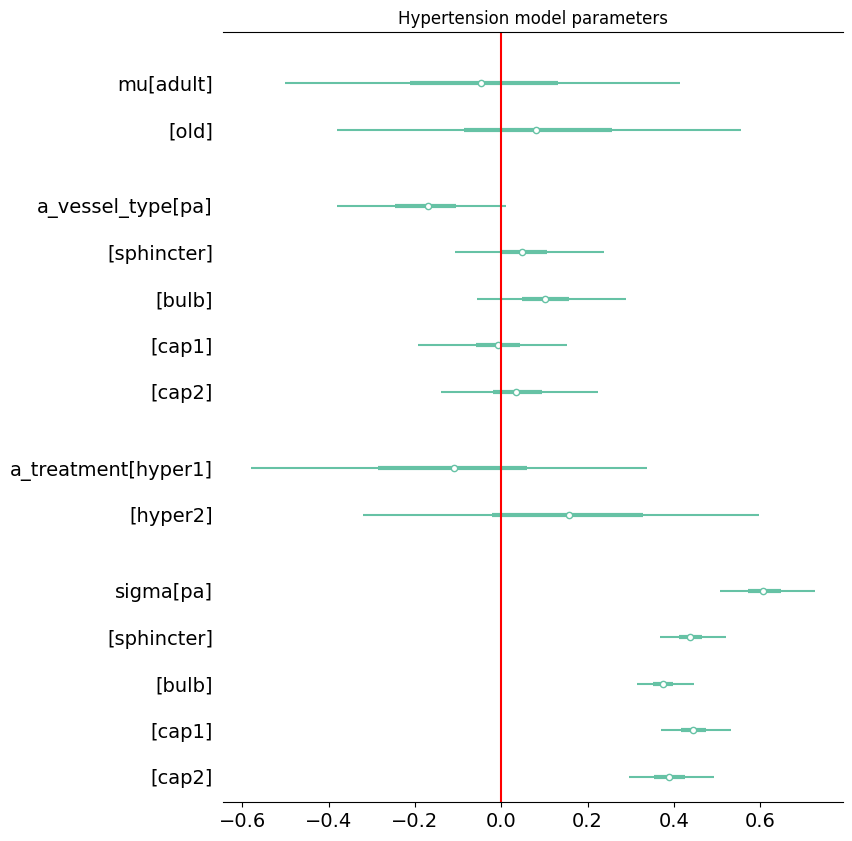 Hypertension model parameters
mu[adult]
[old]
a_vessel_type[pa]
[sphincter]
[bulb]
[cap1]
[cap2]
a_treatment[hyper1]
[hyper2]
sigma[pa]
[sphincter]
[bulb]
[cap1]
[cap2]
−0.6 −0.4 −0.2 0.0 0.2 0.4 0.6